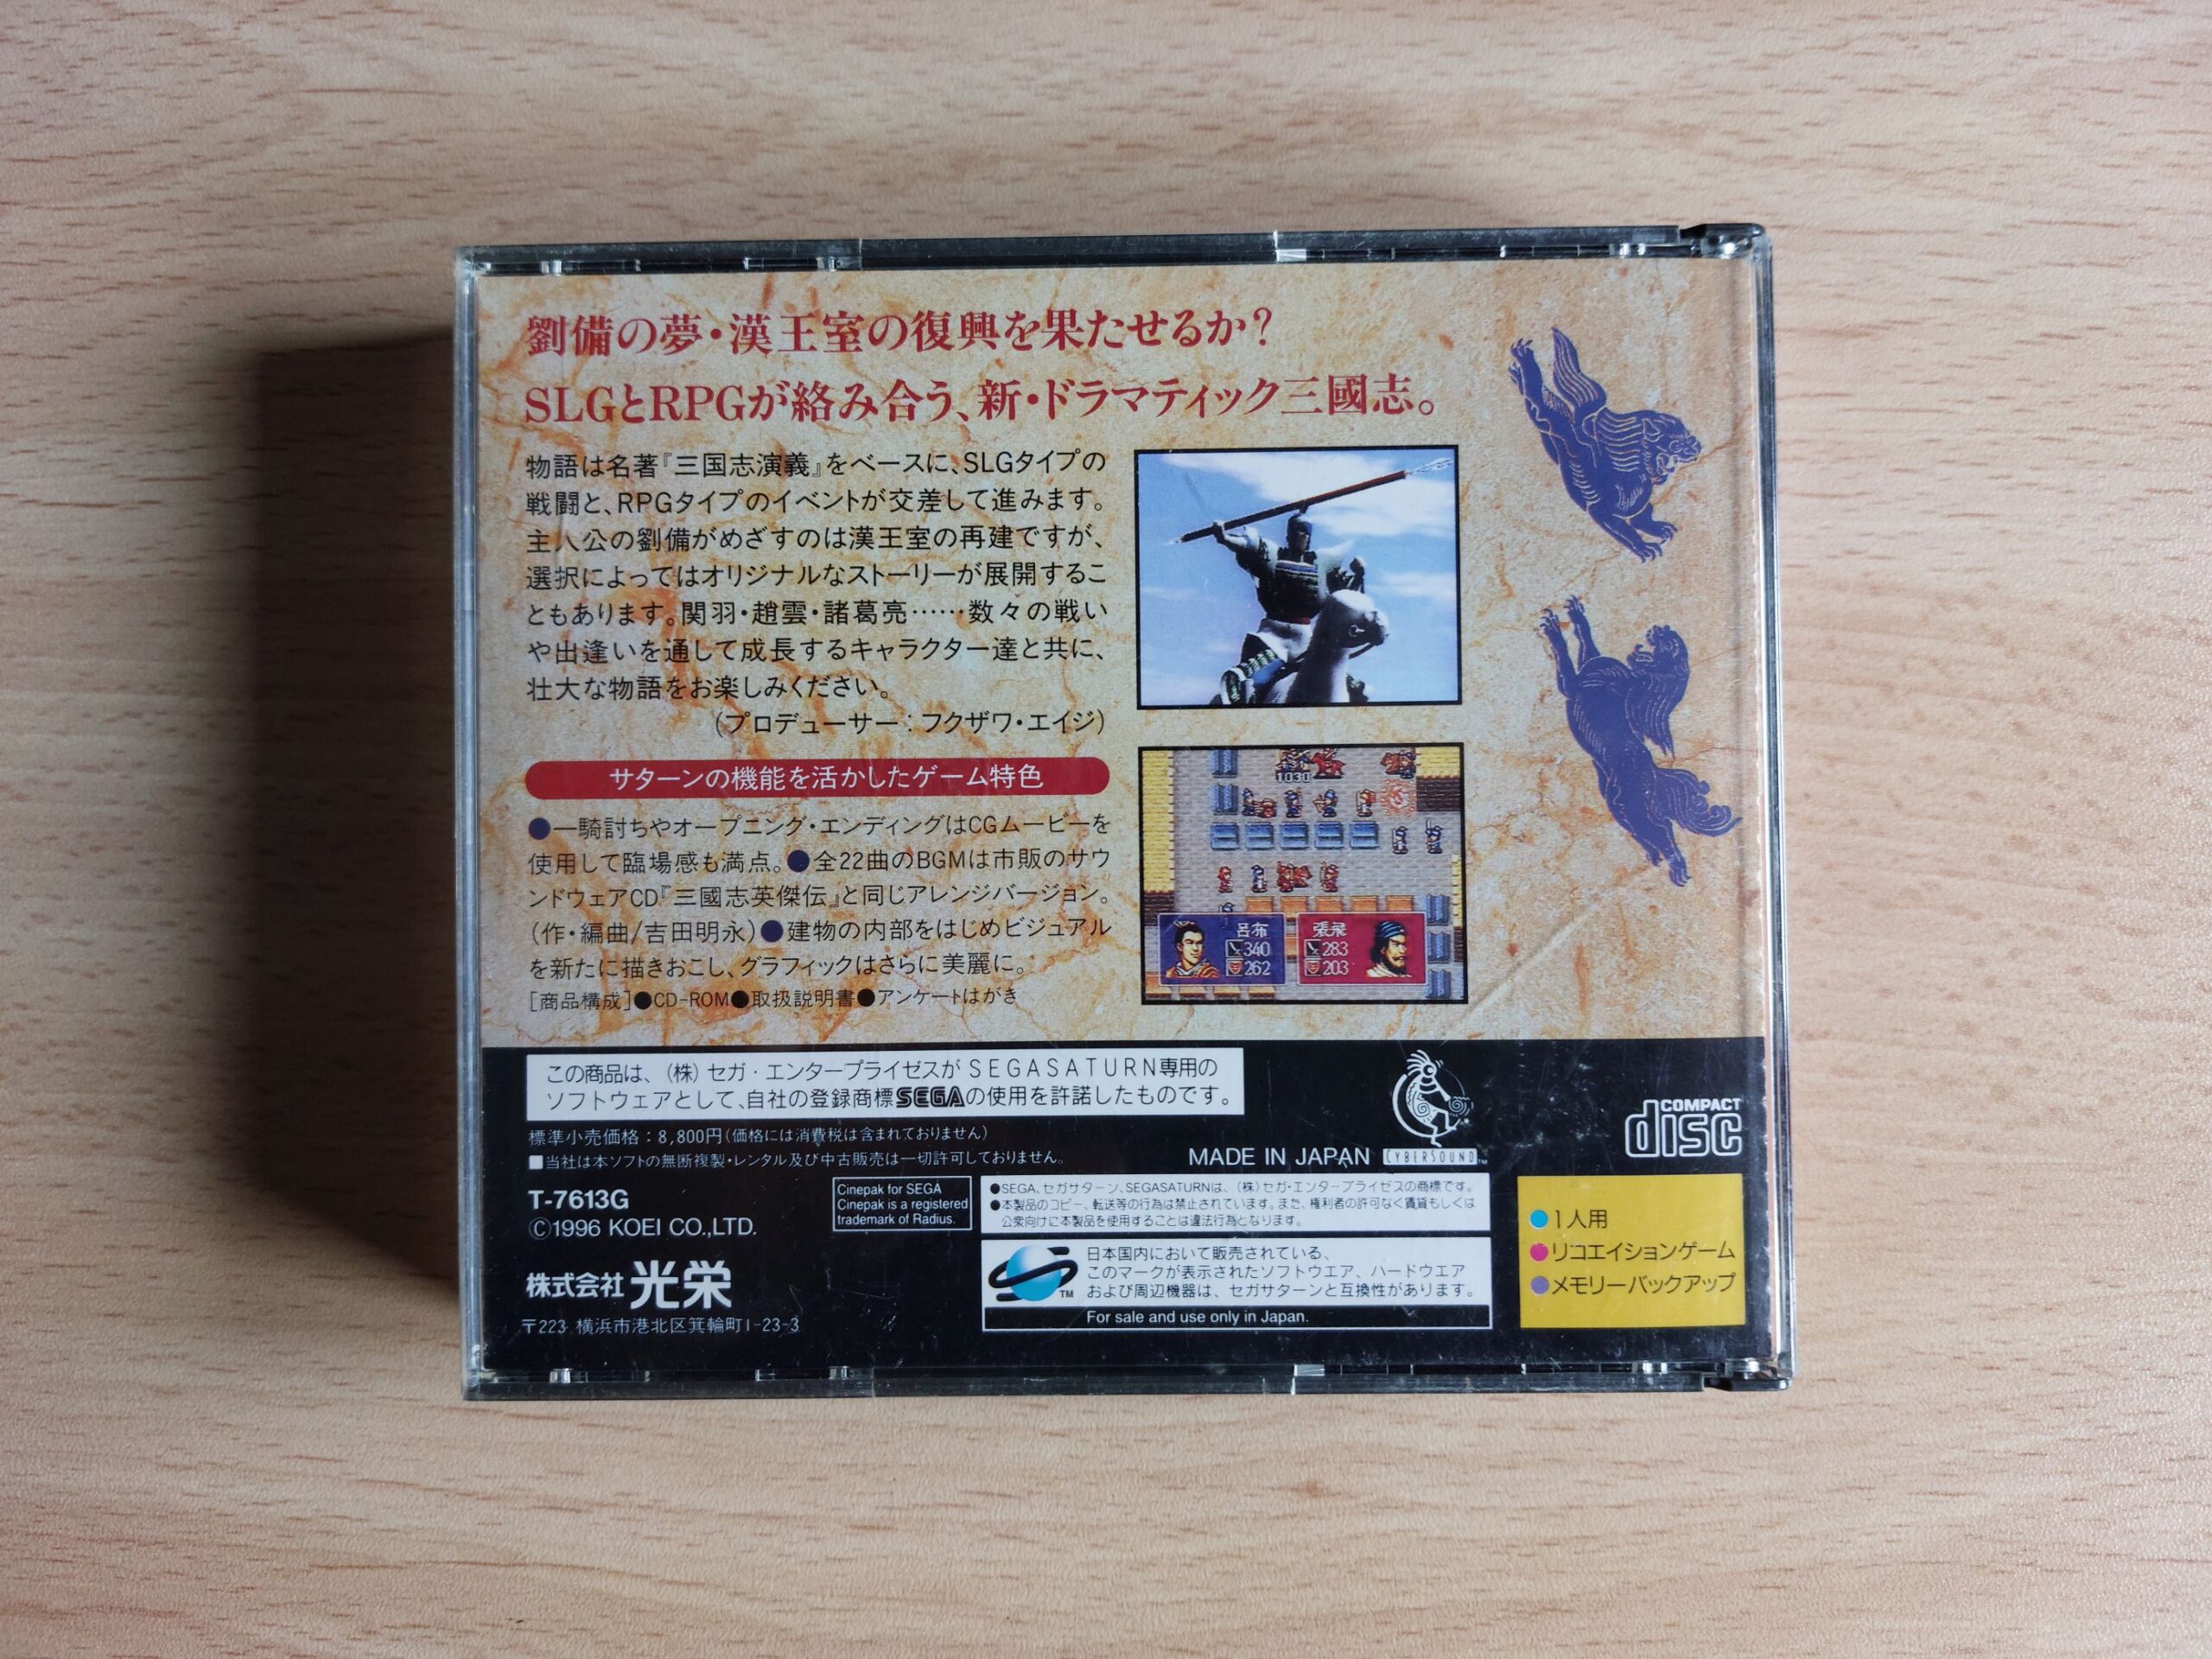 劉備の夢・漢王室の復興を果たせるか?
SLGとRPGが絡み合う、新・ドラマティック三國志。
物語は名著『三国志演義』をベースに、SLGタイプの
戦闘と、RPGタイプのイベントが交差して進みます。
主人公の劉備がめざすのは漢王室の再建ですが、
選択によってはオリジナルなストーリーが展開するこ
ともあります。関羽・趙雲・諸葛亮……数々の戦い
や出逢いを通して成長するキャラクター達と共に、
壮大な物語をお楽しみください。
(プロデューサー:フクザワ・エイジ)
サターンの機能を活かしたゲーム特色
●一騎討ちやオープニング・エンディングはCGムービーを
使用して臨場感も満点。●全22曲のBGMは市販のサウ
ンドウェアCD『三國志英傑伝』と同じアレンジバージョン。
(作・編曲/吉田明永)●建物の内部をはじめビジュアル
を新たに描きおこし、グラフィックはさらに美麗に。
[商品構成]●CD-ROM●取扱説明書●アンケートはがき
1030
呂布
340
262
張飛
283
203
この商品は、(株)セガ・エンタープライゼスがSEGASATURN専用の
ソフトウェアとして、自社の登録商標SEGAの使用を許諾したものです。
標準小売価格:8,800円(価格には消費税は含まれておりません)
■当社は本ソフトの無断複製・レンタル及び中古販売は一切許可しておりません。
MADE IN JAPAN
CYBERSOUND™
COMPACT
disc
T-7613G
©1996 KOEI CO.,LTD.
株式会社 光栄
〒223 横浜市港北区箕輪町1-23-3
Cinepak for SEGA
Cinepak is a registered
trademark of Radius.
●SEGA、セガサターン、SEGASATURNは、(株)セガ・エンタープライゼスの商標です。
●本製品のコピー、転送等の行為は禁止されています。また、権利者の許可なく賃貸もしくは
公衆向けに本製品を使用することは違法行為となります。
TM
日本国内において販売されている、
このマークが表示されたソフトウエア、ハードウエア
および周辺機器は、セガサターンと互換性があります。
For sale and use only in Japan.
●1人用
●リコエイションゲーム
●メモリーバックアップ